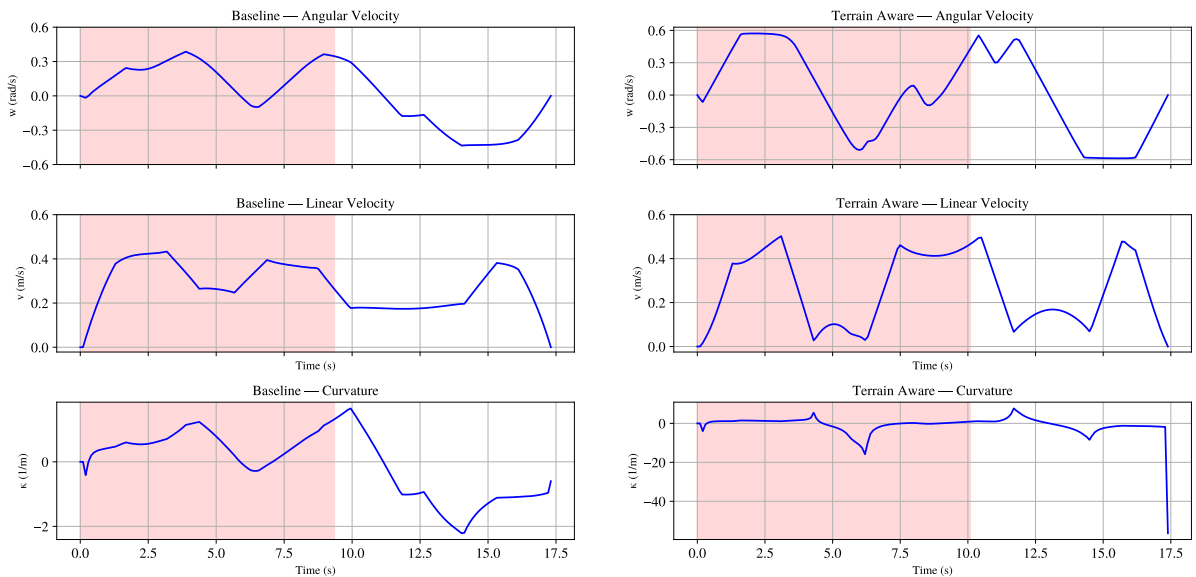 Baseline — Angular Velocity
0.6
0.3
0.0
−0.3
−0.6
w (rad/s)
Terrain Aware — Angular Velocity
0.6
0.3
0.0
−0.3
−0.6
w (rad/s)
Baseline — Linear Velocity
0.6
0.4
0.2
0.0
v (m/s)
Time (s)
Terrain Aware — Linear Velocity
0.6
0.4
0.2
0.0
v (m/s)
Time (s)
Baseline — Curvature
0
−2
κ (1/m)
0.0 2.5 5.0 7.5 10.0 12.5 15.0 17.5
Time (s)
Terrain Aware — Curvature
0
−20
−40
κ (1/m)
0.0 2.5 5.0 7.5 10.0 12.5 15.0 17.5
Time (s)